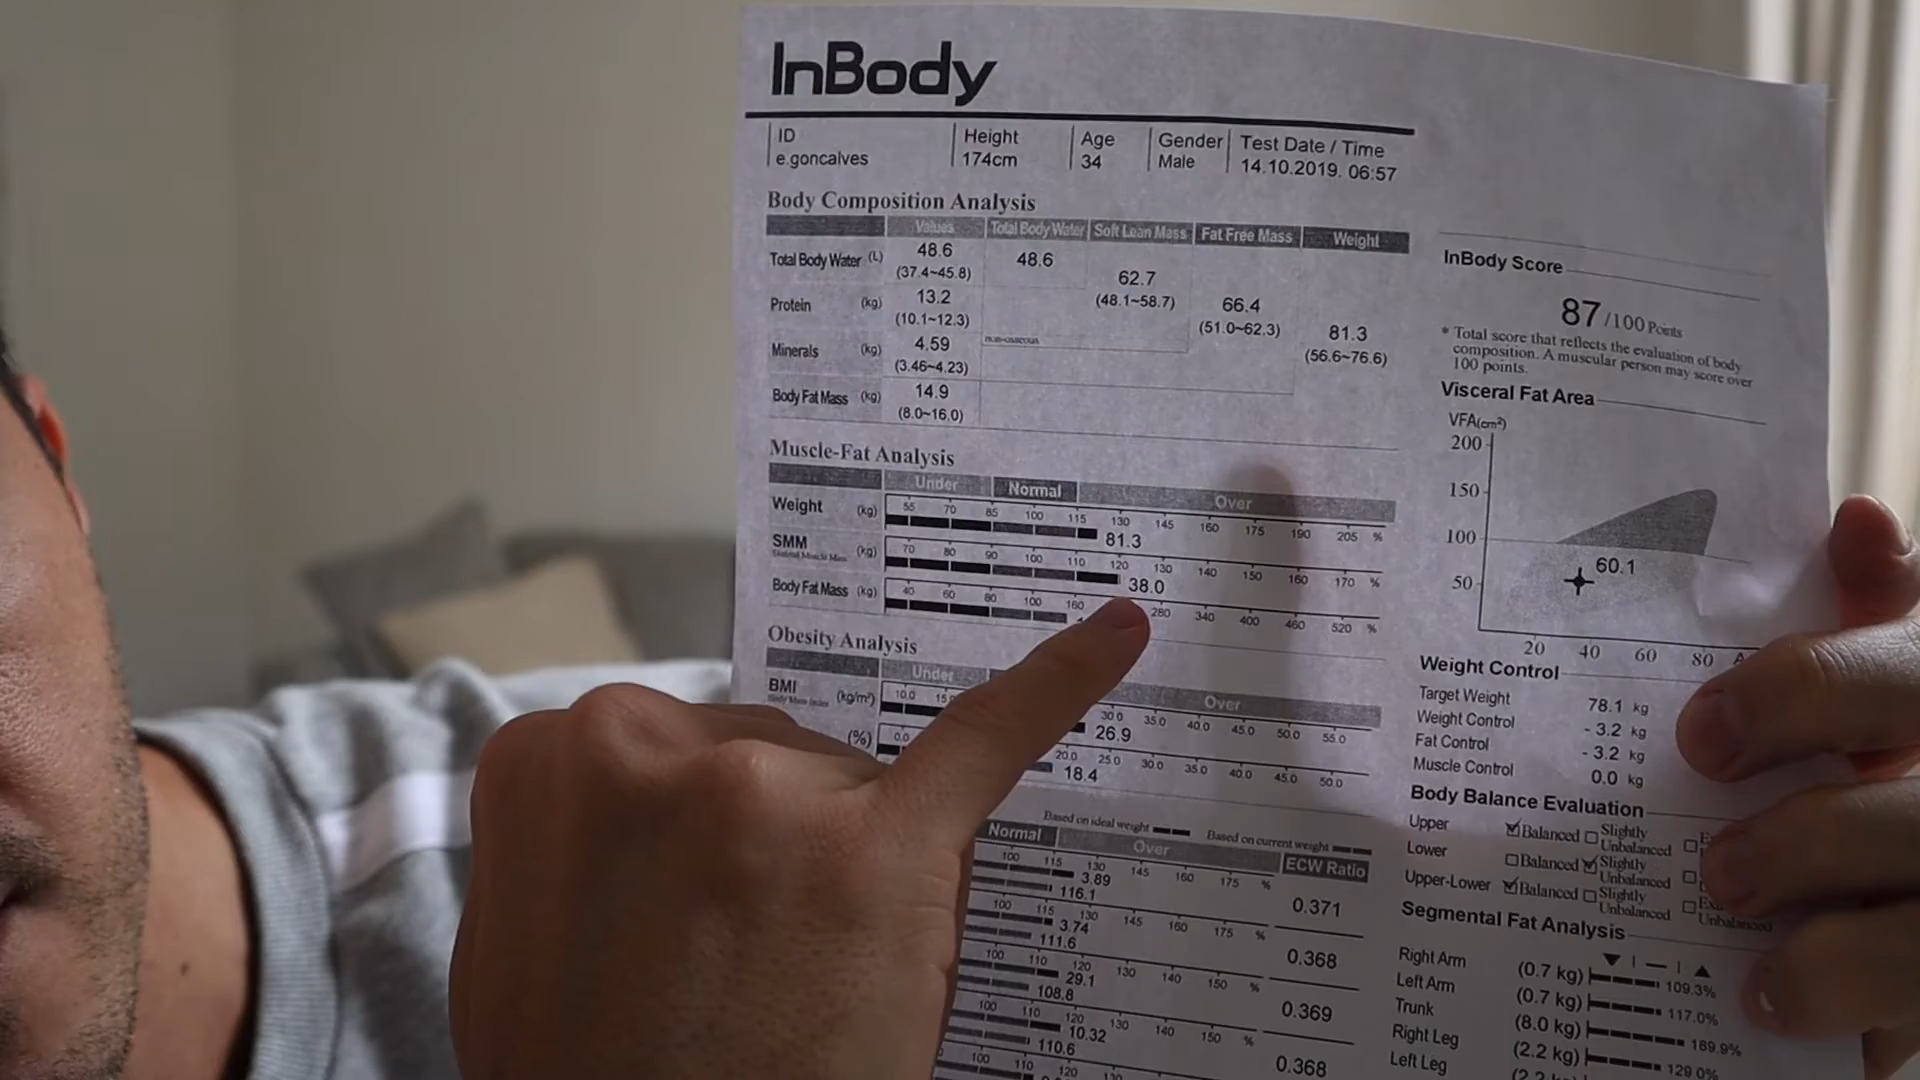 InBody
ID Height Age Gender Test Date / Time
e.goncalves 174cm 34 Male 14.10.2019. 06:57
Body Composition Analysis
Values Total Body Water Soft Lean Mass Fat Free Mass Weight
Total Body Water (L) 48.6 48.6
(37.4~45.8)
62.7
(48.1~58.7)
Protein (kg) 13.2
(10.1~12.3)
66.4
(51.0~62.3)
Minerals (kg) 4.59
(3.46~4.23)
non-osseous
81.3
(56.6~76.6)
Body Fat Mass (kg) 14.9
(8.0~16.0)
Muscle-Fat Analysis
Under Normal Over
Weight (kg) 55 70 85 100 115 130 145 160 175 190 205 %
81.3
SMM (kg) 70 80 90 100 110 120 130 140 150 160 170 %
Skeletal Muscle Mass
38.0
Body Fat Mass (kg) 40 60 80 100 160 280 340 400 460 520 %
Obesity Analysis
Under Over
BMI (kg/m²) 10.0 30.0 35.0 40.0 45.0 50.0 55.0
Body Mass Index
26.9
(%) 0.0 20.0 25.0 30.0 35.0 40.0 45.0 50.0
18.4
Based on ideal weight Based on current weight
Normal Over ECW Ratio
100 115 130 145 160 175 %
3.89
116.1
0.371
100 115 130 145 160 175 %
3.74
111.6
0.368
100 110 120 130 140 150 %
29.1
108.8
0.369
100 110 120 130 140 150 %
10.32
110.6
0.368
100 110 120 130 140 150 %
InBody Score
87/100 Points
* Total score that reflects the evaluation of body
composition. A muscular person may score over
100 points.
Visceral Fat Area
VFA(cm²)
200
150
100
50
60.1
20 40 60 80
Weight Control
Target Weight 78.1 kg
Weight Control - 3.2 kg
Fat Control - 3.2 kg
Muscle Control 0.0 kg
Body Balance Evaluation
Upper Balanced Slightly Unbalanced
Lower Balanced Slightly Unbalanced
Upper-Lower Balanced Slightly Unbalanced Unbalanced
Segmental Fat Analysis
Right Arm (0.7 kg) 109.3%
Left Arm (0.7 kg) 117.0%
Trunk (8.0 kg) 189.9%
Right Leg (2.2 kg) 129.0%
Left Leg